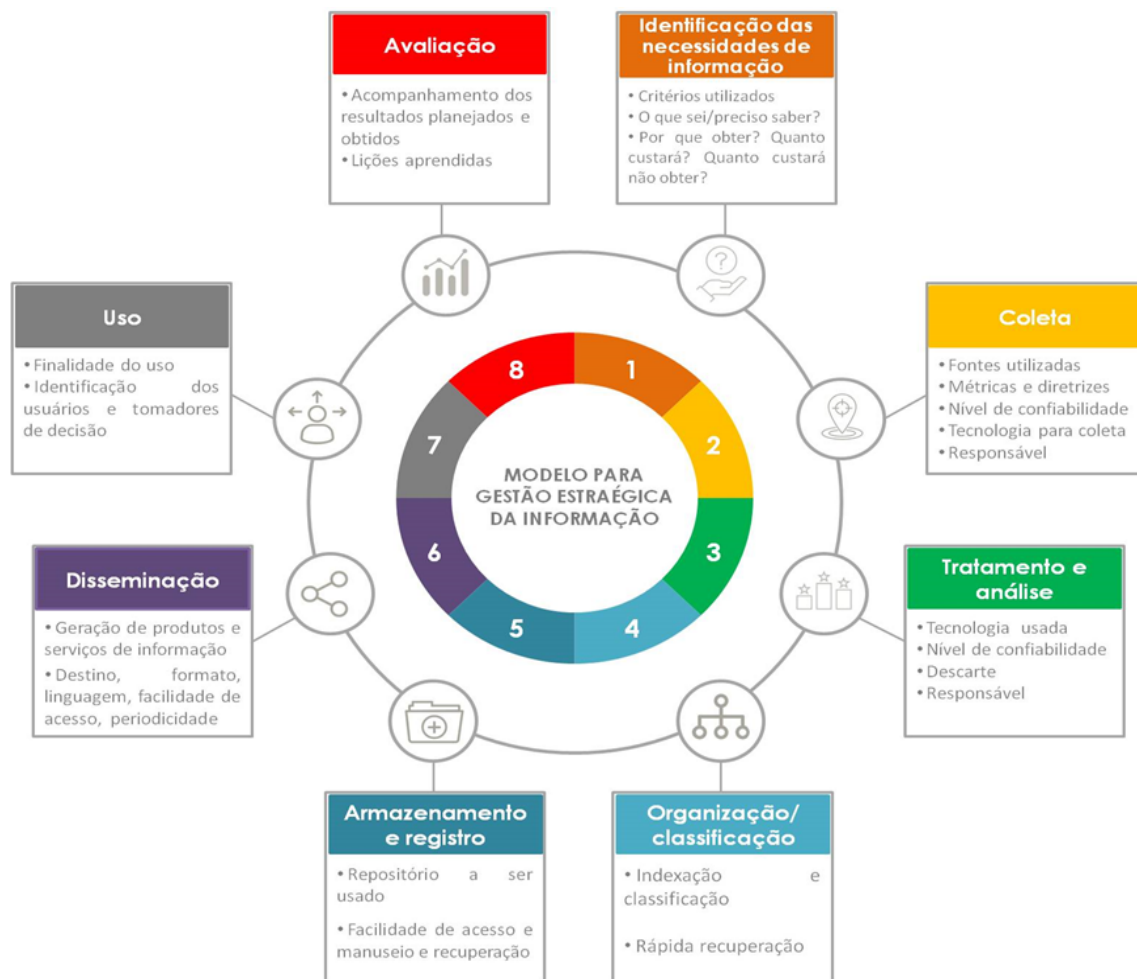 Avaliação
• Acompanhamento dos
resultados planejados e
obtidos
• Lições aprendidas
Identificação das
necessidades de
informação
• Critérios utilizados
• O que sei/preciso saber?
• Por que obter? Quanto
custará? Quanto custará
não obter?
Uso
• Finalidade do uso
• Identificação dos
usuários e tomadores
de decisão
Coleta
• Fontes utilizadas
• Métricas e diretrizes
• Nível de confiabilidade
• Tecnologia para coleta
• Responsável
?
8
1
7
2
MODELO PARA
GESTÃO ESTRAÉGICA
DA INFORMAÇÃO
6
3
5
4
Disseminação
• Geração de produtos e
serviços de informação
• Destino, formato,
linguagem, facilidade de
acesso, periodicidade
Tratamento e
análise
• Tecnologia usada
• Nível de confiabilidade
• Descarte
• Responsável
Armazenamento
e registro
• Repositório a ser
usado
• Facilidade de acesso e
manuseio e recuperação
Organização/
classificação
• Indexação e
classificação
• Rápida recuperação